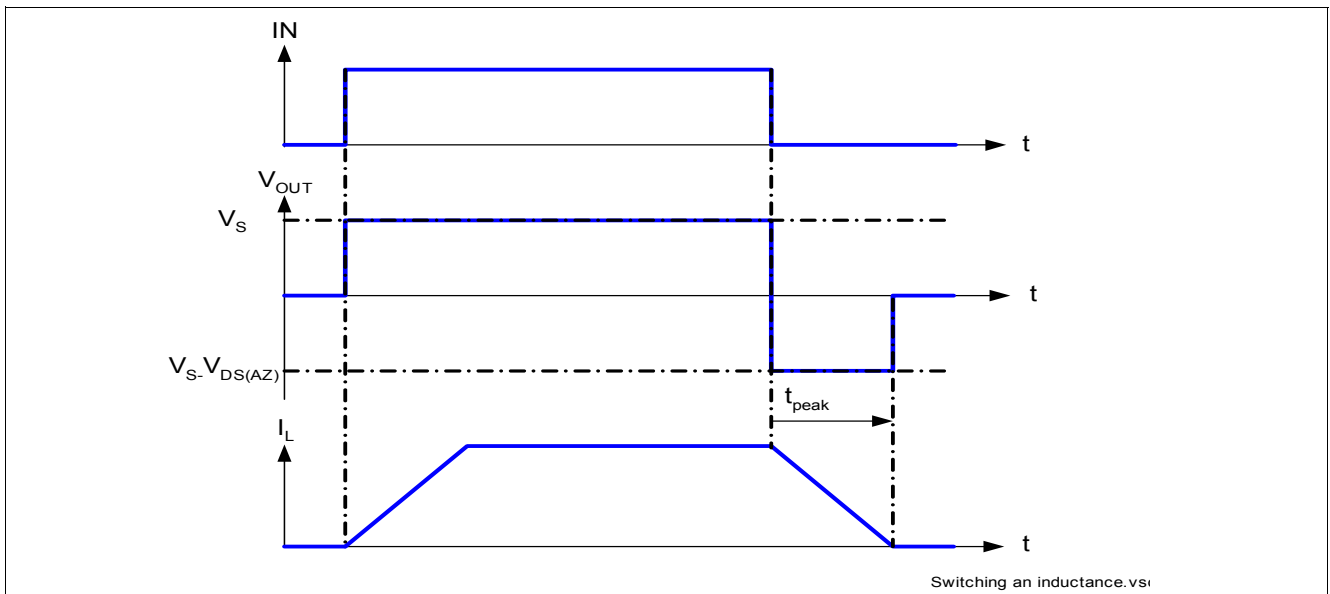 IN
t
V_OUT
V_S
t
V_S-V_DS(AZ)
t_peak
I_L
t
Switching an inductance.vs